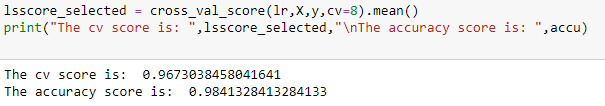 lsscore_selected = cross_val_score(lr,X,y,cv=8).mean()
print("The cv score is: ",lsscore_selected,"\nThe accuracy score is: ",accu)
The cv score is:  0.9673038458041641
The accuracy score is:  0.9841328413284133